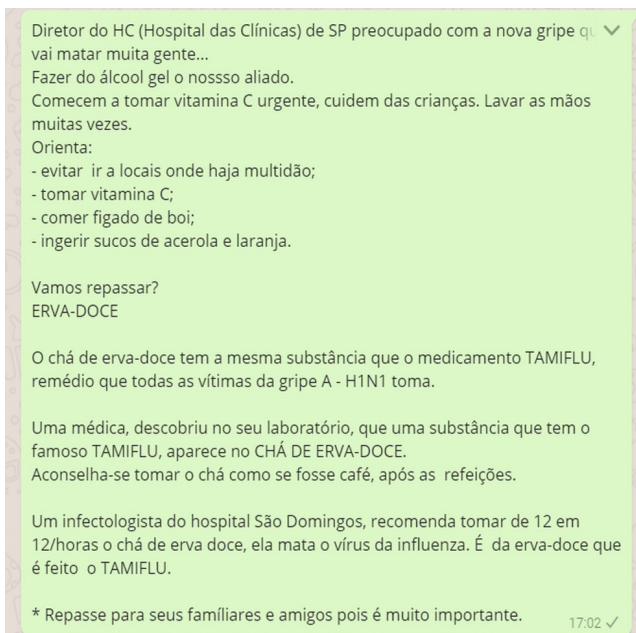 Diretor do HC (Hospital das Clínicas) de SP preocupado com a nova gripe qu
vai matar muita gente...
Fazer do álcool gel o nossso aliado.
Comecem a tomar vitamina C urgente, cuidem das crianças. Lavar as mãos
muitas vezes.
Orienta:
- evitar  ir a locais onde haja multidão;
- tomar vitamina C;
- comer figado de boi;
- ingerir sucos de acerola e laranja.
Vamos repassar?
ERVA-DOCE
O chá de erva-doce tem a mesma substância que o medicamento TAMIFLU,
remédio que todas as vítimas da gripe A - H1N1 toma.
Uma médica, descobriu no seu laboratório, que uma substância que tem o
famoso TAMIFLU, aparece no CHÁ DE ERVA-DOCE.
Aconselha-se tomar o chá como se fosse café, após as  refeições.
Um infectologista do hospital São Domingos, recomenda tomar de 12 em
12/horas o chá de erva doce, ela mata o vírus da influenza. É  da erva-doce que
é feito  o TAMIFLU.
* Repasse para seus famíliares e amigos pois é muito importante.
17:02